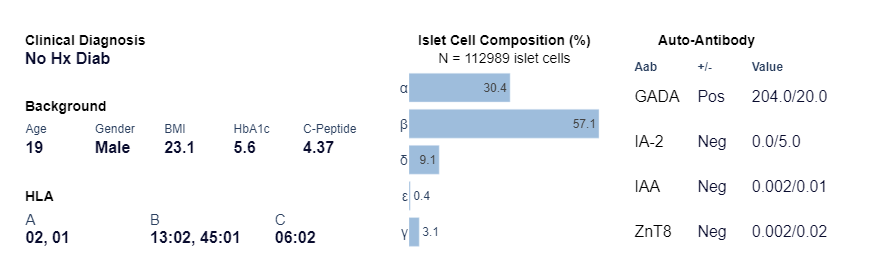 Clinical Diagnosis
No Hx Diab
Background
Age Gender BMI HbA1c C-Peptide
19 Male 23.1 5.6 4.37
HLA
A B C
02, 01 13:02, 45:01 06:02
Islet Cell Composition (%)
N = 112989 islet cells
α 30.4
β 57.1
δ 9.1
ε 0.4
γ 3.1
Auto-Antibody
Aab +/- Value
GADA Pos 204.0/20.0
IA-2 Neg 0.0/5.0
IAA Neg 0.002/0.01
ZnT8 Neg 0.002/0.02